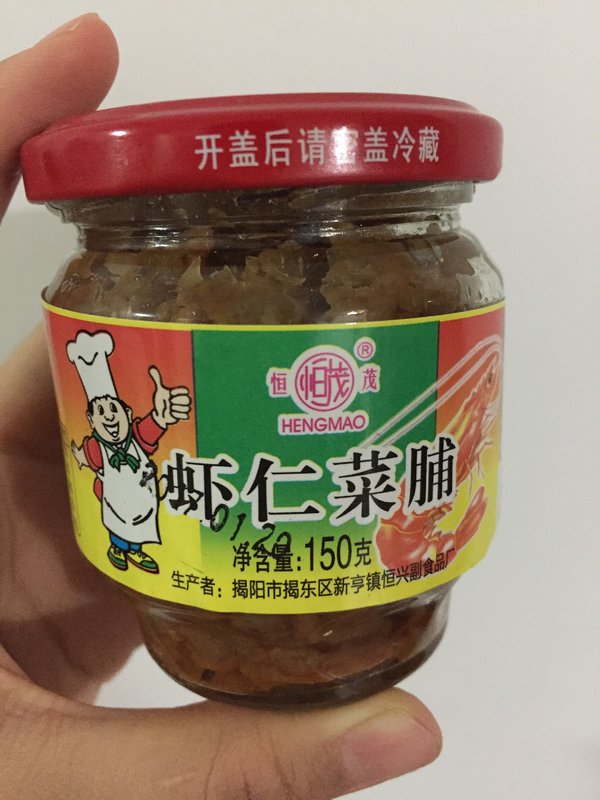 开盖后请密盖冷藏
恒 恒茂 茂 ®
HENGMAO
虾仁菜脯
01.20
净含量:150克
生产者: 揭阳市揭东区新亨镇恒兴副食品厂